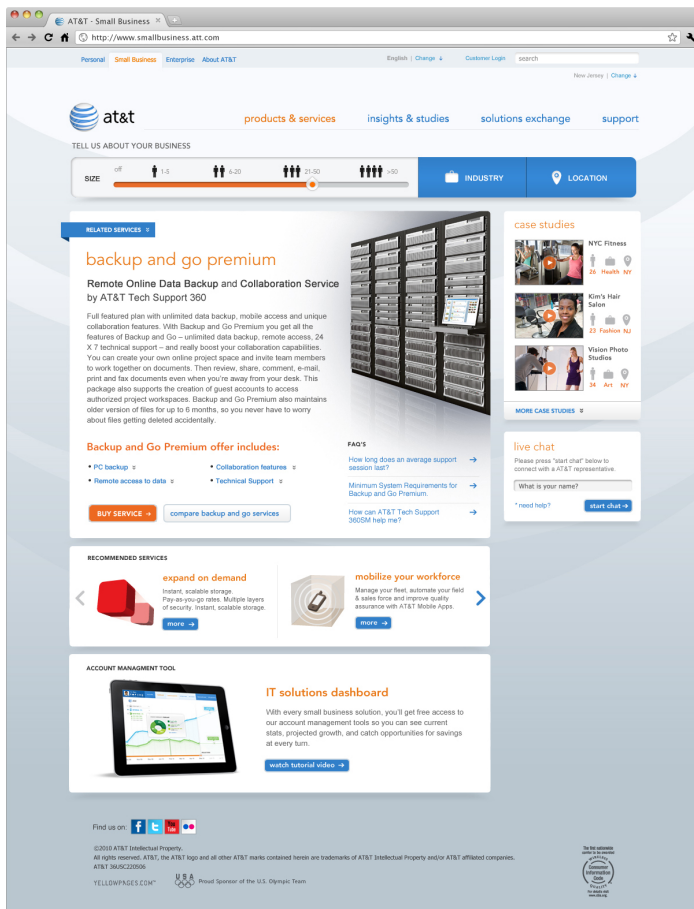 AT&T - Small Business
http://www.smallbusiness.att.com
Personal Small Business Enterprise About AT&T English | Change Customer Login search
New Jersey | Change
at&t products & services insights & studies solutions exchange support
TELL US ABOUT YOUR BUSINESS
SIZE off 1-5 6-20 21-50 >50 INDUSTRY LOCATION
RELATED SERVICES
backup and go premium
Remote Online Data Backup and Collaboration Service
by AT&T Tech Support 360
Full featured plan with unlimited data backup, mobile access and unique
collaboration features. With Backup and Go Premium you get all the
features of Backup and Go – unlimited data backup, remote access, 24
X 7 technical support – and really boost your collaboration capabilities.
You can create your own online project space and invite team members
to work together on documents. Then review, share, comment, e-mail,
print and fax documents even when you're away from your desk. This
package also supports the creation of guest accounts to access
authorized project workspaces. Backup and Go Premium also maintains
older version of files for up to 6 months, so you never have to worry
about files getting deleted accidentally.
Backup and Go Premium offer includes:
• PC backup
• Collaboration features
• Remote access to data
• Technical Support
BUY SERVICE compare backup and go services
FAQ'S
How long does an average support
session last?
Minimum System Requirements for
Backup and Go Premium.
How can AT&T Tech Support
360SM help me?
case studies
NYC Fitness
26 Health NY
Kim's Hair
Salon
23 Fashion NJ
Vision Photo
Studios
34 Art NY
MORE CASE STUDIES
live chat
Please press "start chat" below to
connect with a AT&T representative.
What is your name?
* need help? start chat
RECOMMENDED SERVICES
expand on demand
Instant, scalable storage.
Pay-as-you-go rates. Multiple layers
of security. Instant, scalable storage.
more
mobilize your workforce
Manage your fleet, automate your field
& sales force and improve quality
assurance with AT&T Mobile Apps.
more
ACCOUNT MANAGMENT TOOL
IT solutions dashboard
With every small business solution, you'll get free access to
our account management tools so you can see current
stats, projected growth, and catch opportunities for savings
at every turn.
watch tutorial video
Find us on: f t You Tube
©2010 AT&T Intellectual Property.
All rights reserved. AT&T, the AT&T logo and all other AT&T marks contained herein are trademarks of AT&T Intellectual Property and/or AT&T affiliated companies.
AT&T 36USC220506
YELLOWPAGES.COM™ USA Proud Sponsor of the U.S. Olympic Team
The first nationwide
WIRELESS
Consumer
Information
Code
QUALITY